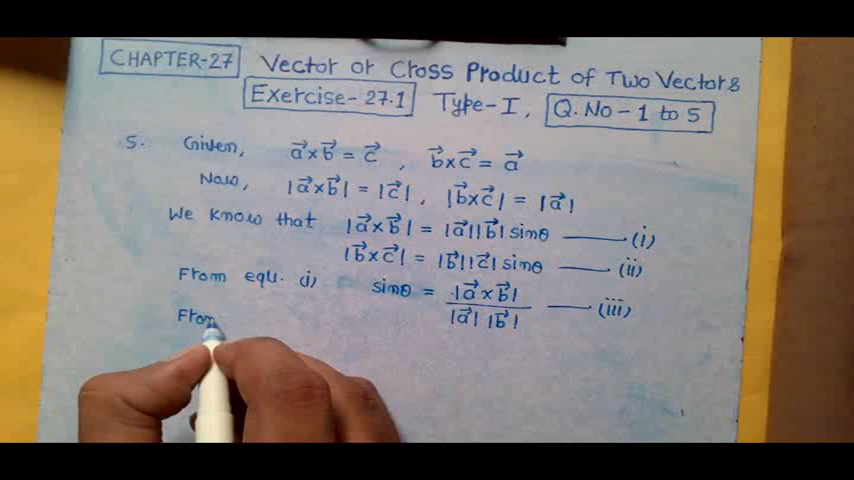 CHAPTER-27 Vector or Cross Product of Two Vectors
Exercise-27.1 Type-I, Q. No-1 to 5
5. Given, a⃗×b⃗ = c⃗ , b⃗×c⃗ = a⃗
Now, |a⃗×b⃗| = |c⃗|, |b⃗×c⃗| = |a⃗|
We know that |a⃗×b⃗| = |a⃗||b⃗| sinθ —— (i)
|b⃗×c⃗| = |b⃗||c⃗| sinθ —— (ii)
From equ. (i) sinθ = |a⃗×b⃗| / |a⃗| |b⃗| —— (iii)
From